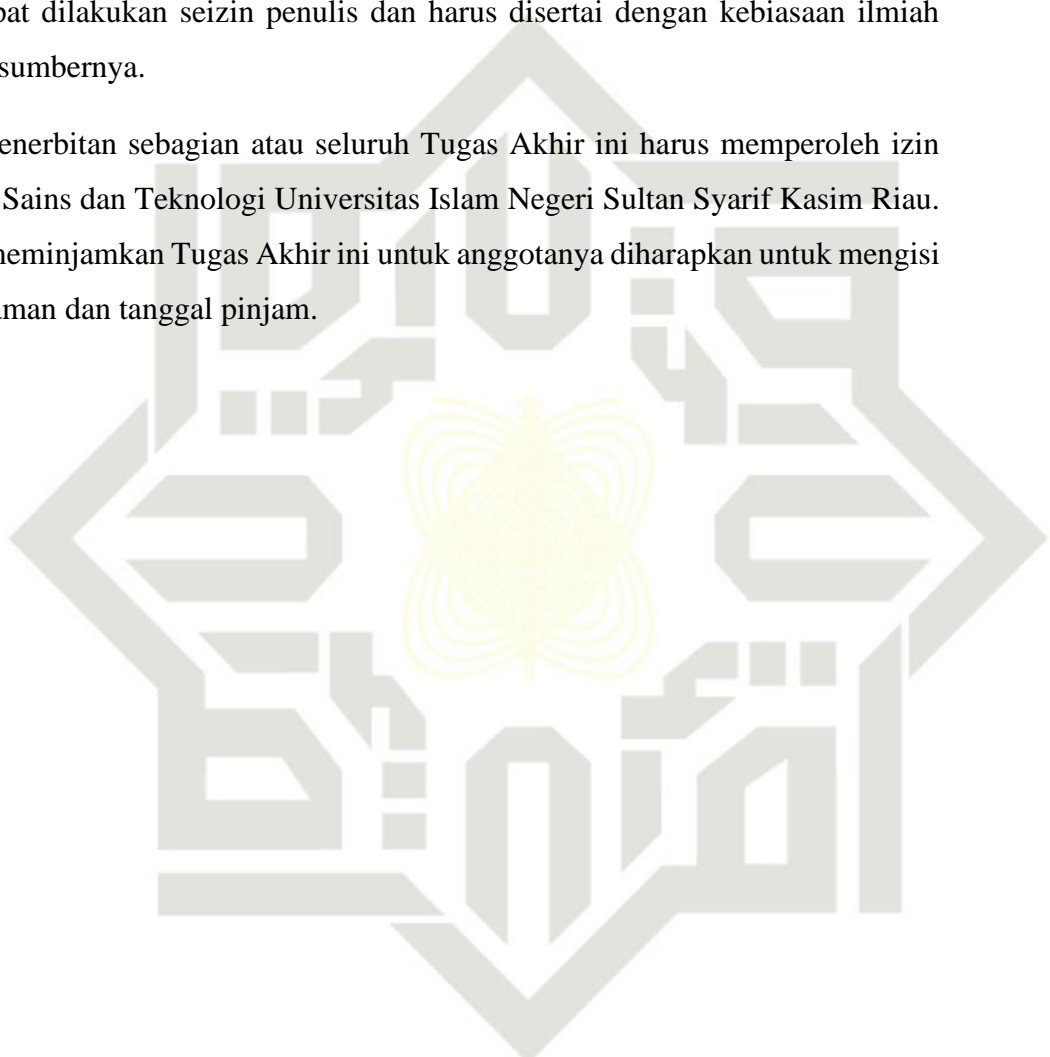 pat dilakukan seizin penulis dan harus disertai dengan kebiasaan ilmiah
sumbernya.
enerbitan sebagian atau seluruh Tugas Akhir ini harus memperoleh izin
Sains dan Teknologi Universitas Islam Negeri Sultan Syarif Kasim Riau.
meminjamkan Tugas Akhir ini untuk anggotanya diharapkan untuk mengisi
aman dan tanggal pinjam.